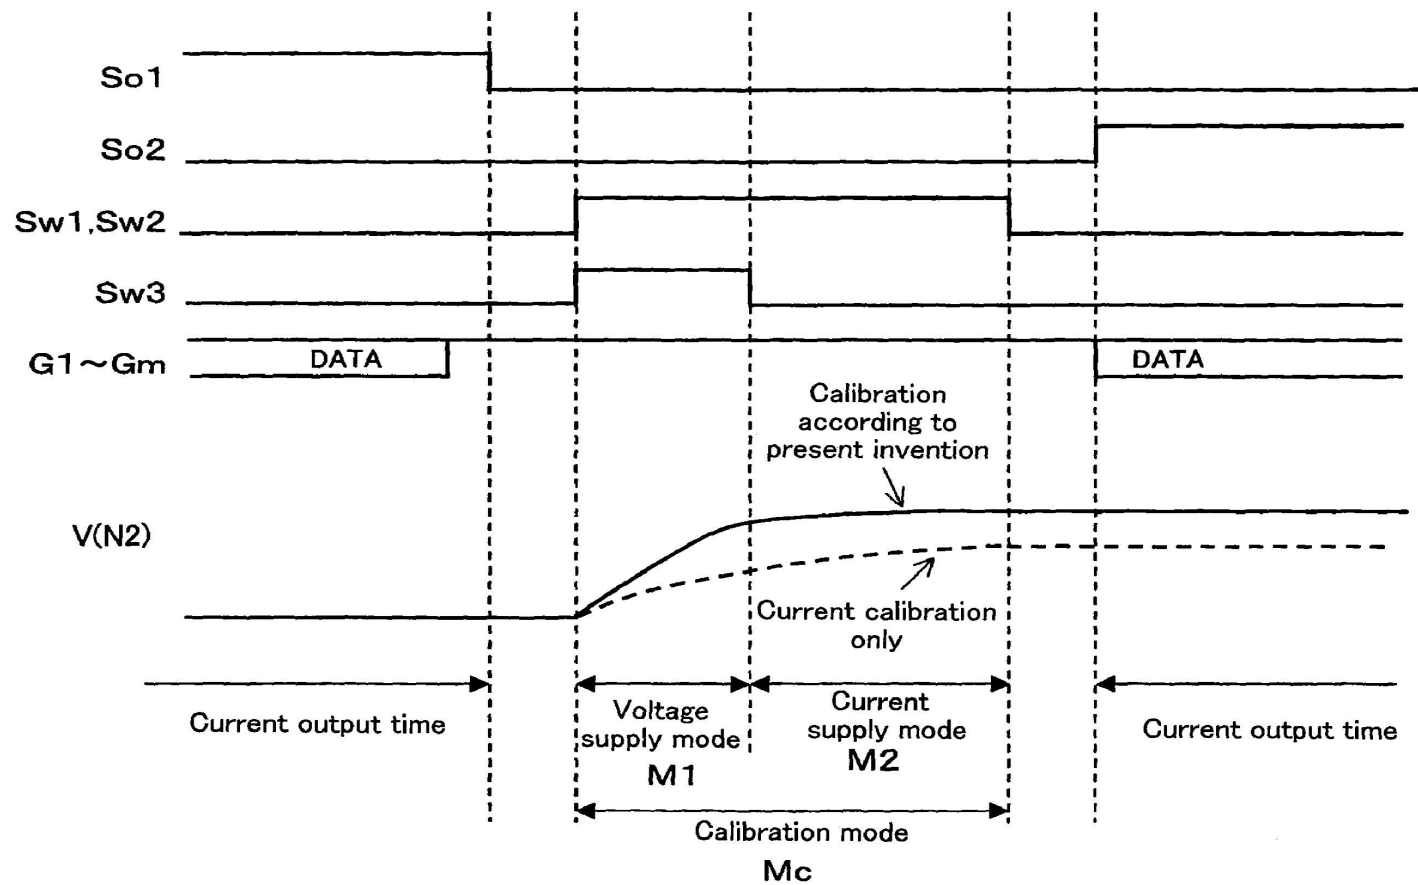 So1
So2
Sw1,Sw2
Sw3
G1~Gm
DATA
DATA
Calibration
according to
present invention
V(N2)
Current calibration
only
Current output time
Voltage
supply mode
M1
Current
supply mode
M2
Current output time
Calibration mode
Mc